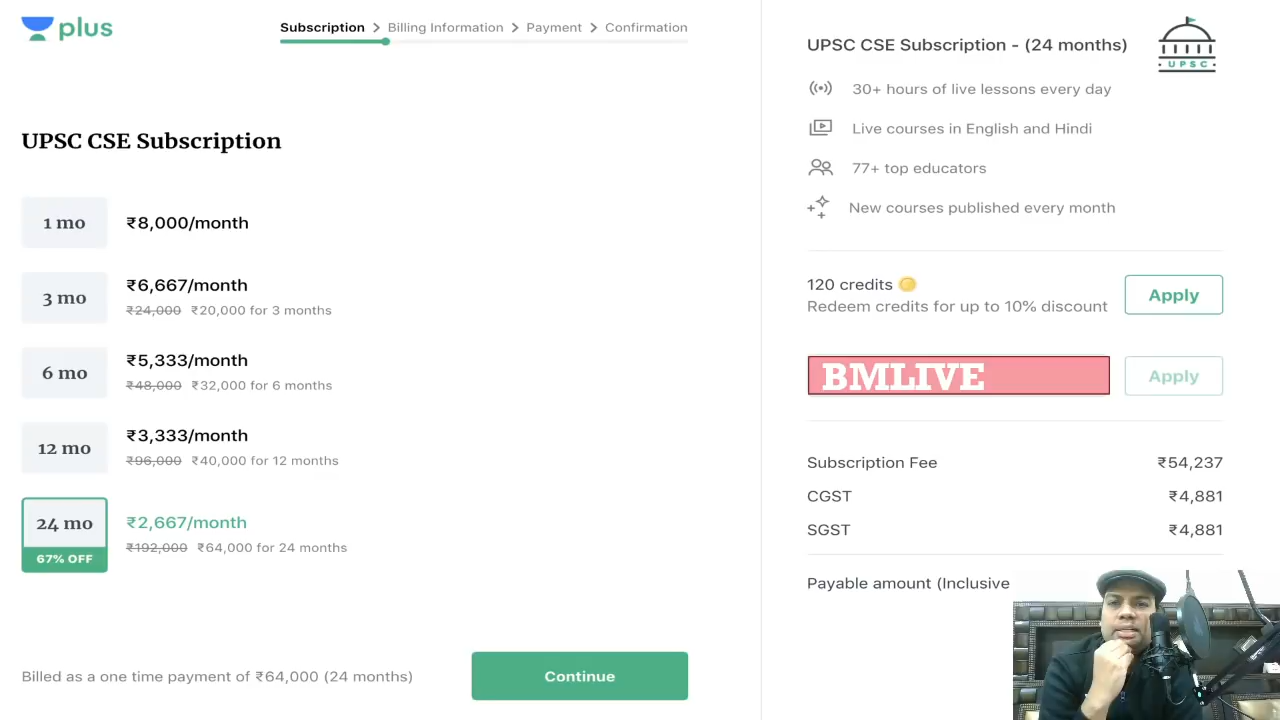 plus
Subscription > Billing Information > Payment > Confirmation
UPSC CSE Subscription
1 mo ₹8,000/month
3 mo ₹6,667/month
₹24,000 ₹20,000 for 3 months
6 mo ₹5,333/month
₹48,000 ₹32,000 for 6 months
12 mo ₹3,333/month
₹96,000 ₹40,000 for 12 months
24 mo ₹2,667/month
67% OFF ₹192,000 ₹64,000 for 24 months
Billed as a one time payment of ₹64,000 (24 months) Continue
UPSC CSE Subscription - (24 months)
UPSC
30+ hours of live lessons every day
Live courses in English and Hindi
77+ top educators
New courses published every month
120 credits
Redeem credits for up to 10% discount Apply
BMLIVE Apply
Subscription Fee ₹54,237
CGST ₹4,881
SGST ₹4,881
Payable amount (Inclusive